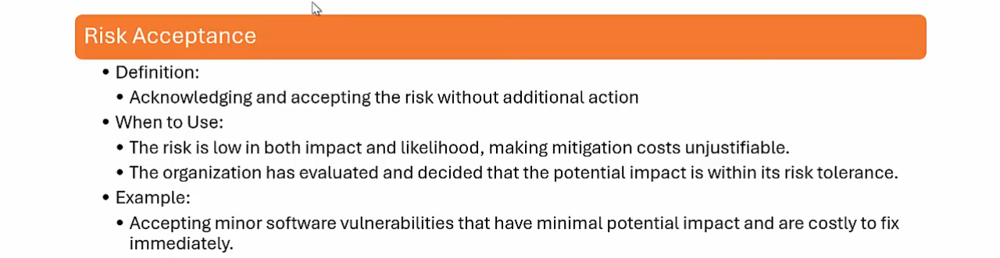 Risk Acceptance
• Definition:
• Acknowledging and accepting the risk without additional action
• When to Use:
• The risk is low in both impact and likelihood, making mitigation costs unjustifiable.
• The organization has evaluated and decided that the potential impact is within its risk tolerance.
• Example:
• Accepting minor software vulnerabilities that have minimal potential impact and are costly to fix
immediately.